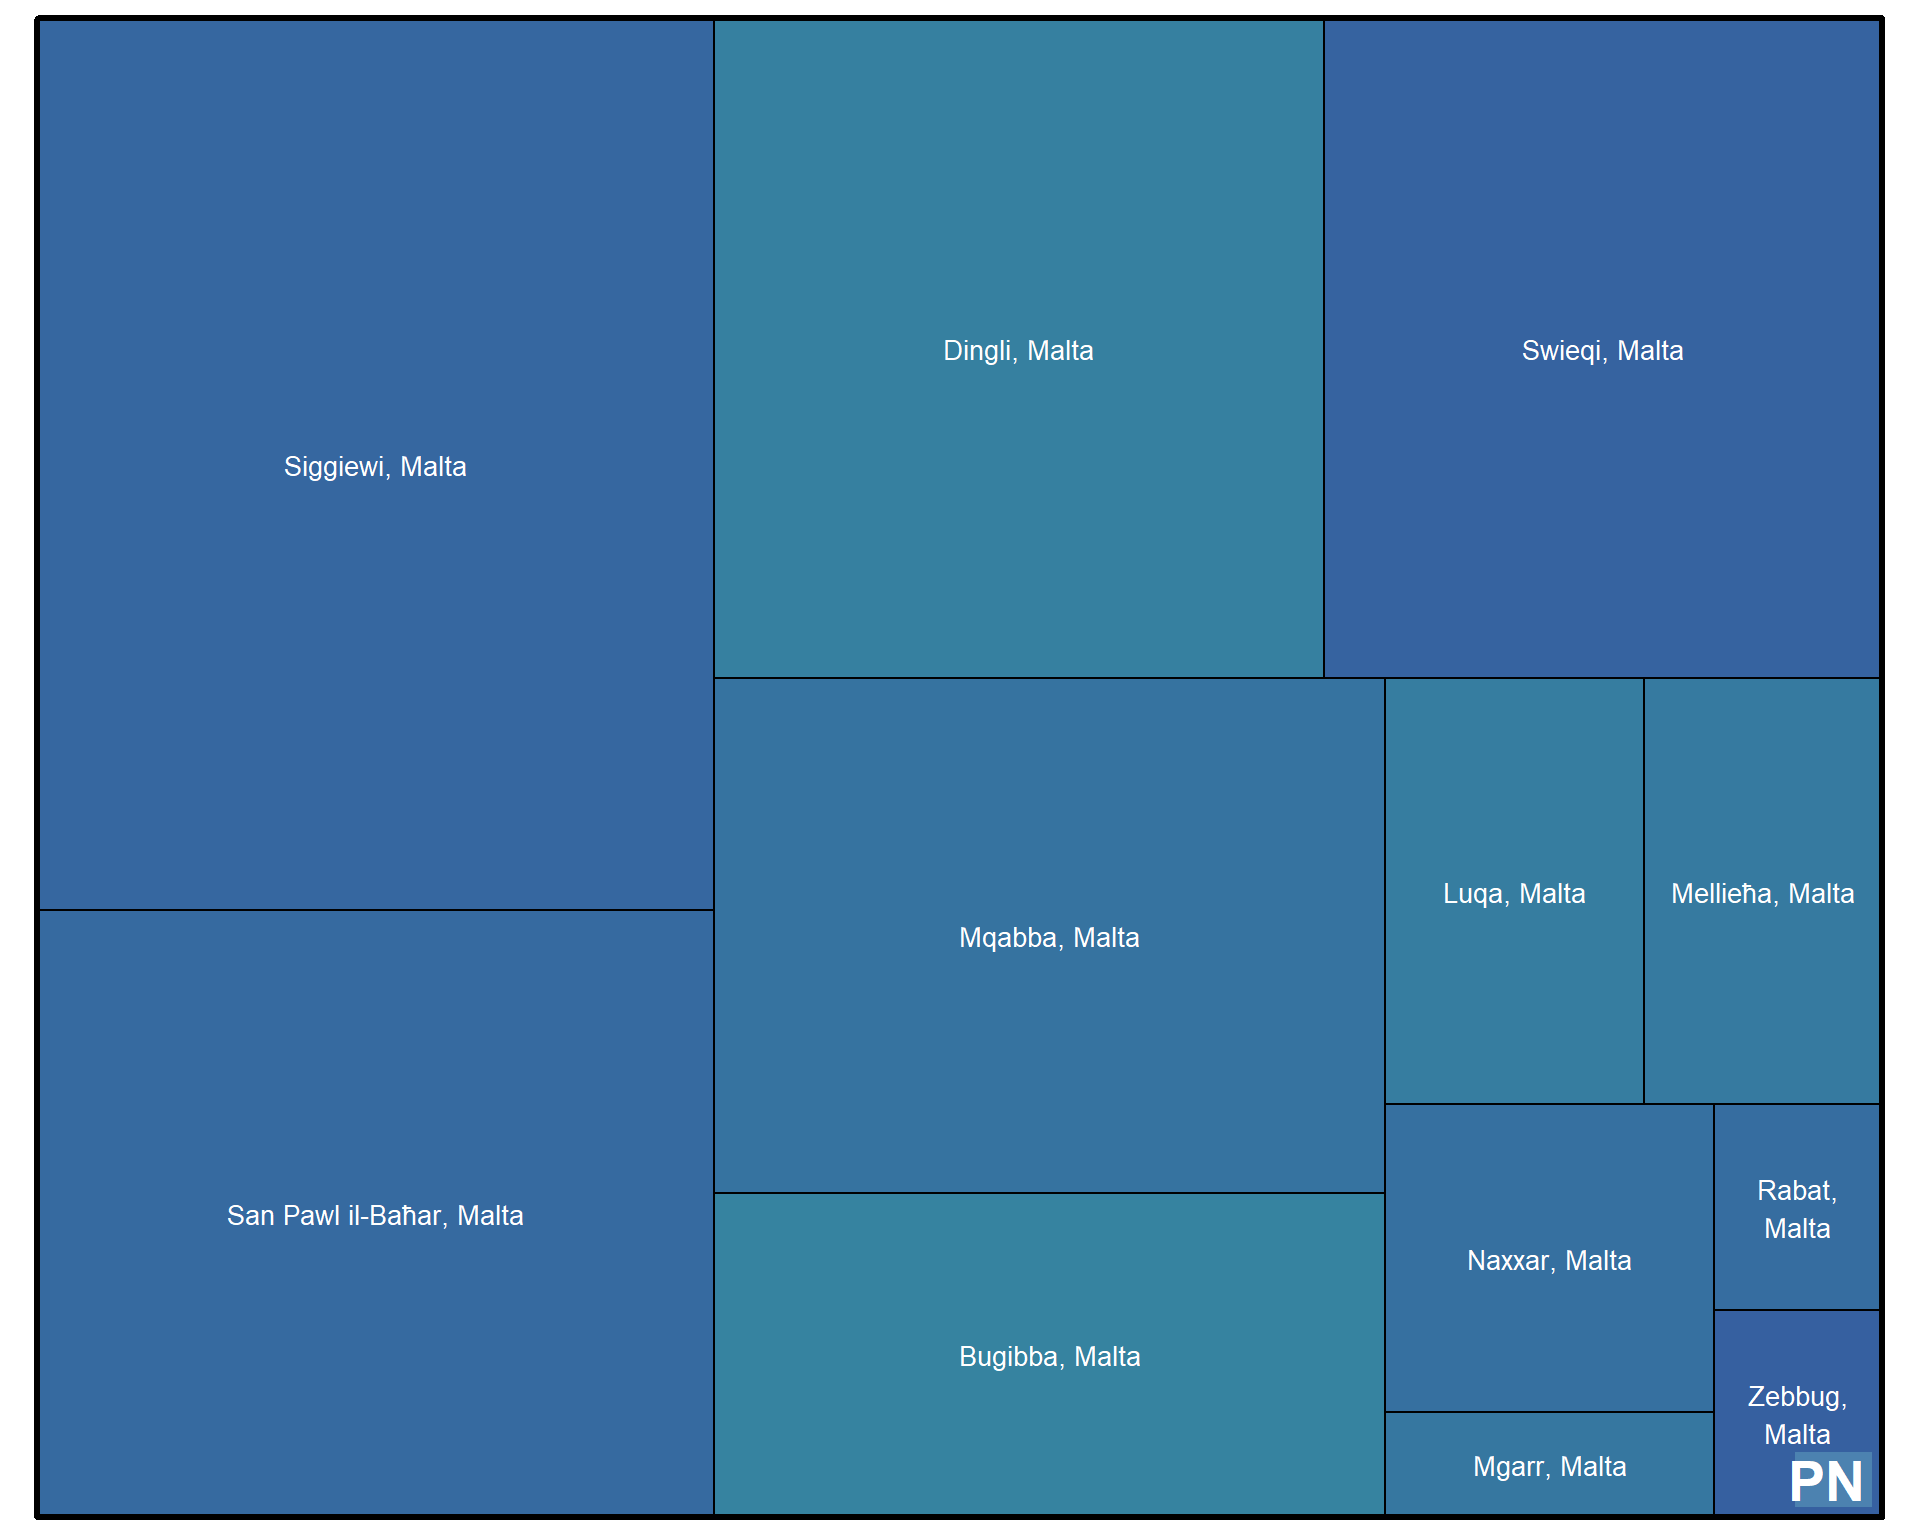 Siggiewi, Malta
San Pawl il-Baħar, Malta
Dingli, Malta
Swieqi, Malta
Mqabba, Malta
Bugibba, Malta
Luqa, Malta
Mellieħa, Malta
Naxxar, Malta
Mgarr, Malta
Rabat,
Malta
Zebbug,
Malta
PN